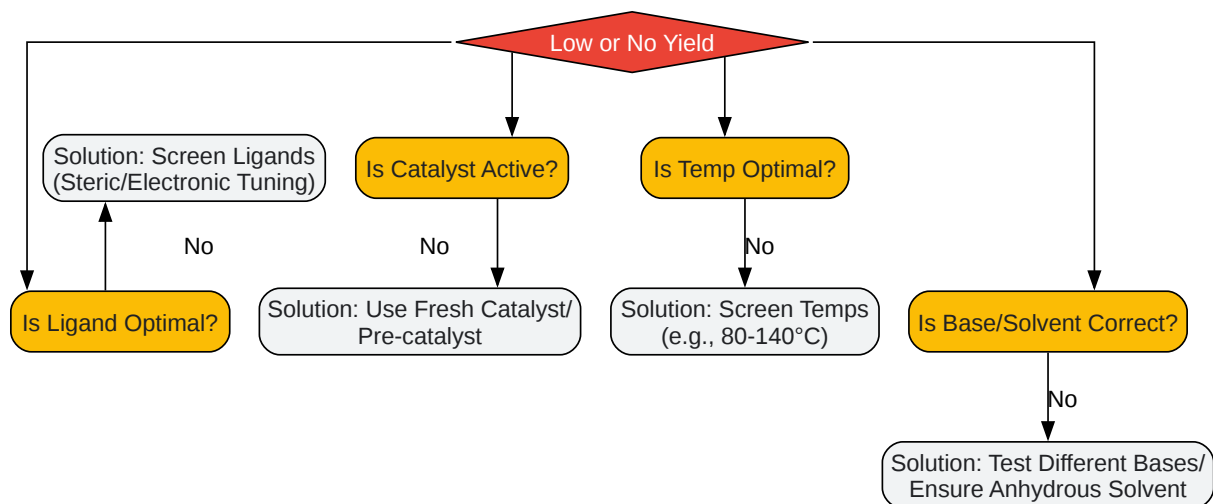 Low or No Yield
Solution: Screen Ligands
(Steric/Electronic Tuning)
Is Catalyst Active?
Is Temp Optimal?
No
No
No
Is Ligand Optimal?
Solution: Use Fresh Catalyst/
Pre-catalyst
Solution: Screen Temps
(e.g., 80-140°C)
Is Base/Solvent Correct?
No
Solution: Test Different Bases/
Ensure Anhydrous Solvent